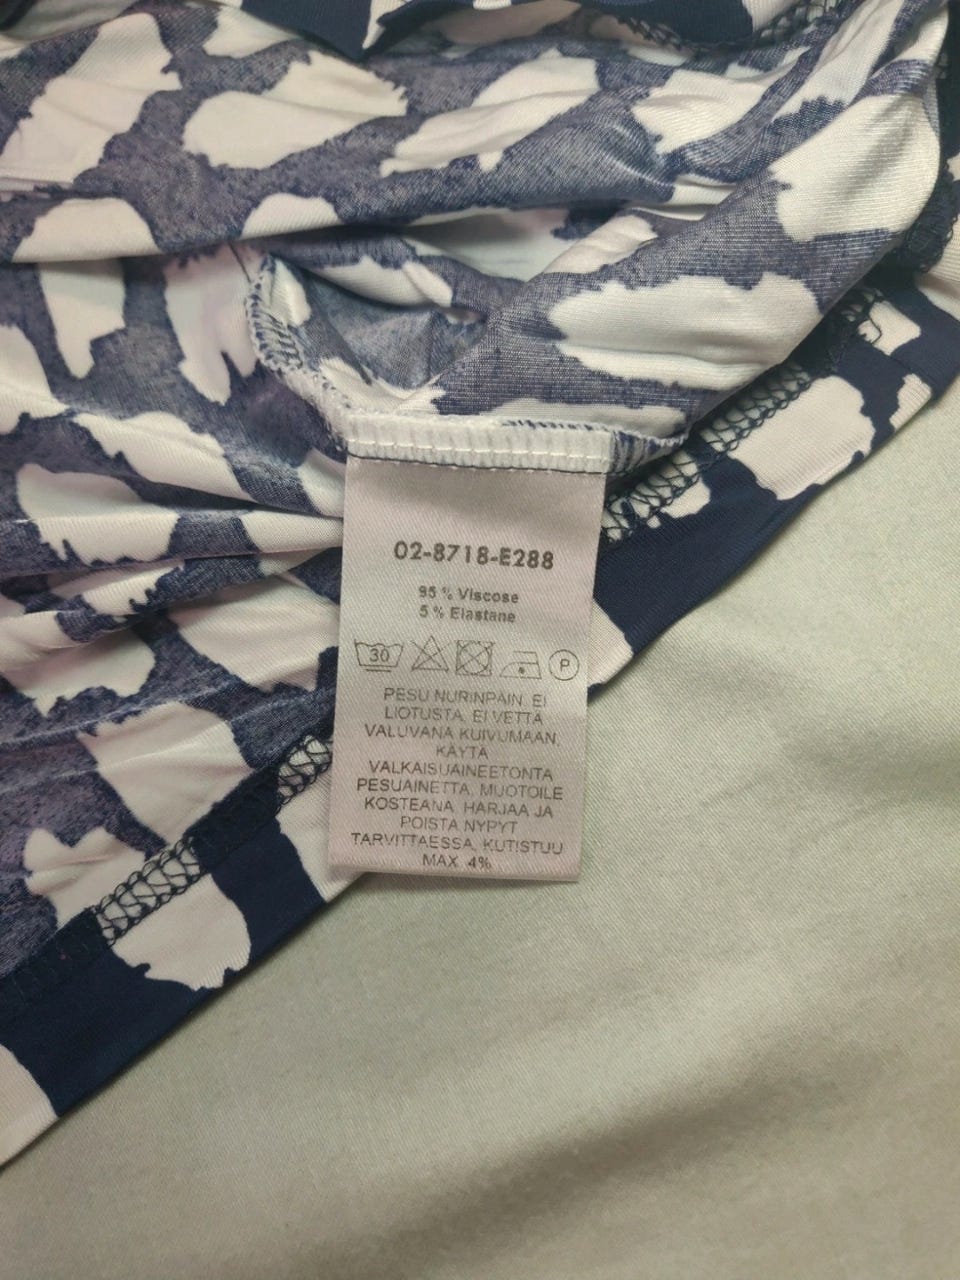 02-8718-E288
95 % Viscose
5 % Elastane
30 P
PESU NURINPÄIN, EI
LIOTUSTA, EI VETTÄ
VALUVANA KUIVUMAAN,
KÄYTÄ
VALKAISUAINEETONTA
PESUAINETTA, MUOTOILE
KOSTEANA, HARJAA JA
POISTA NYPYT
TARVITTAESSA, KUTISTUU
MAX. 4%